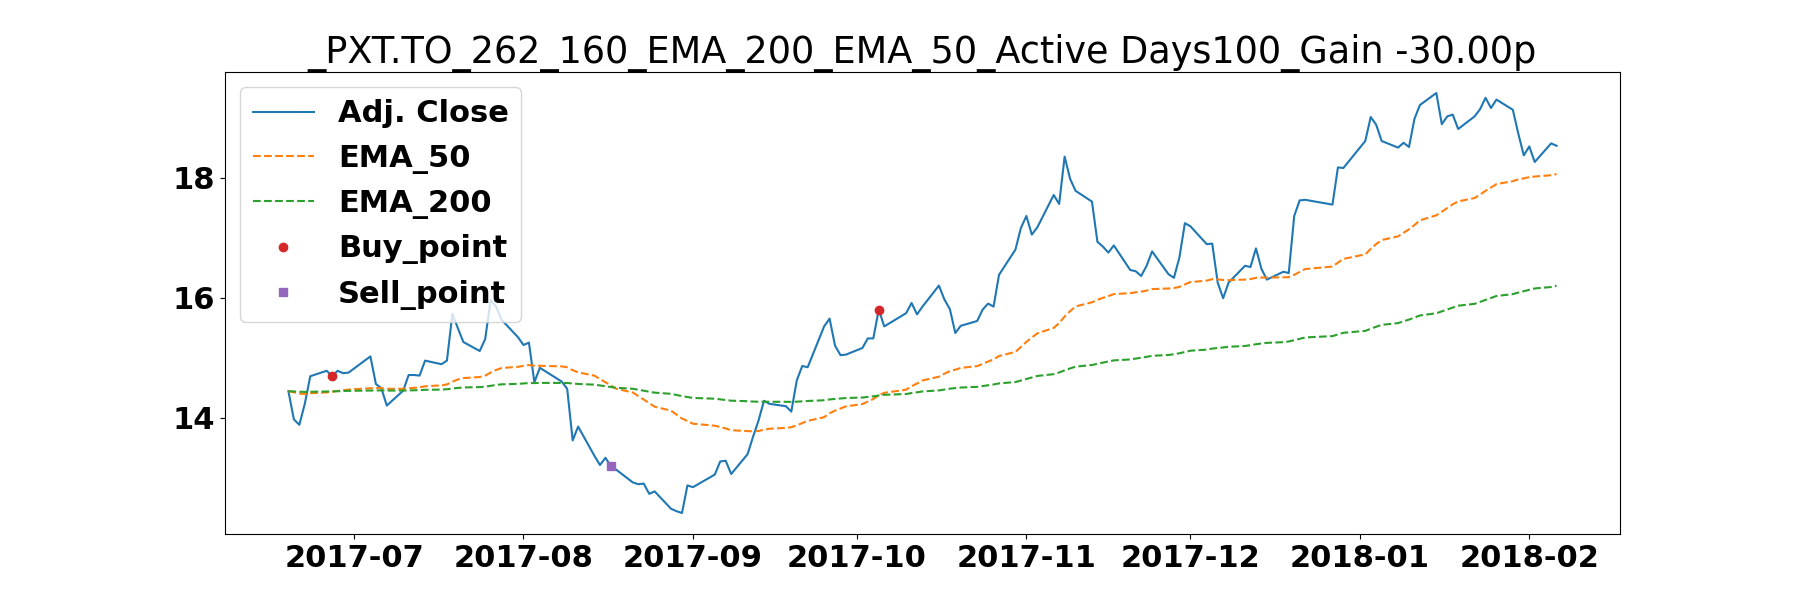 _PXT.TO_262_160_EMA_200_EMA_50_Active Days100_Gain -30.00p
Adj. Close
EMA_50
EMA_200
Buy_point
Sell_point
18
16
14
2017-07 2017-08 2017-09 2017-10 2017-11 2017-12 2018-01 2018-02